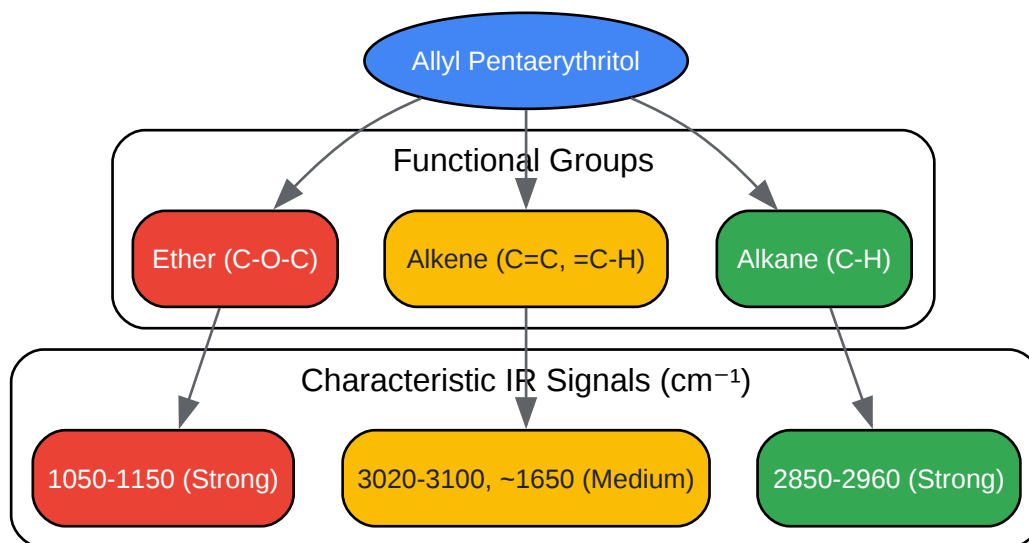 Allyl Pentaerythritol
Functional Groups
Ether (C-O-C)
Alkene (C=C, =C-H)
Alkane (C-H)
Characteristic IR Signals (cm⁻¹)
1050-1150 (Strong)
3020-3100, ~1650 (Medium)
2850-2960 (Strong)